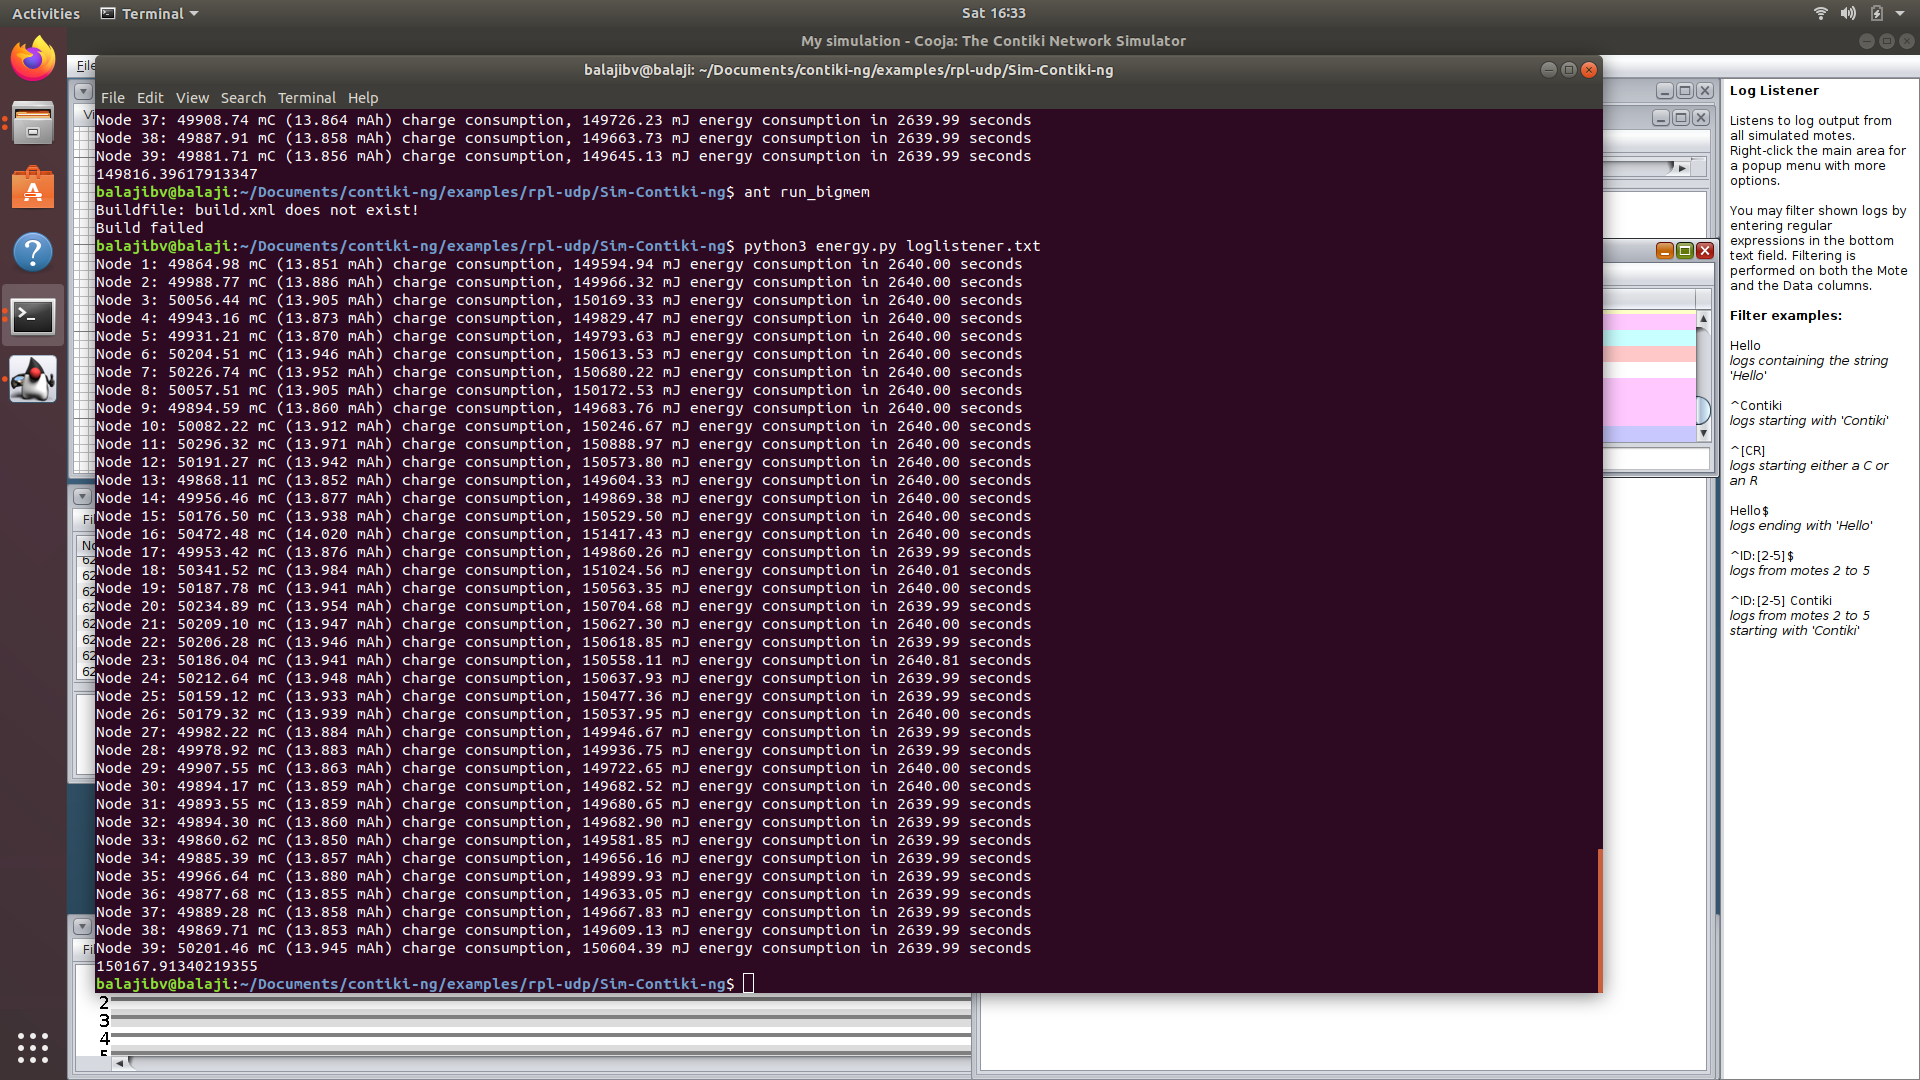 Activities
Terminal
Sat 16:33
My simulation - Cooja: The Contiki Network Simulator
File
balajibv@balaji: ~/Documents/contiki-ng/examples/rpl-udp/Sim-Contiki-ng
File Edit View Search Terminal Help
Node 37: 49908.74 mC (13.864 mAh) charge consumption, 149726.23 mJ energy consumption in 2639.99 seconds
Node 38: 49887.91 mC (13.858 mAh) charge consumption, 149663.73 mJ energy consumption in 2639.99 seconds
Node 39: 49881.71 mC (13.856 mAh) charge consumption, 149645.13 mJ energy consumption in 2639.99 seconds
149816.39617913347
balajibv@balaji:~/Documents/contiki-ng/examples/rpl-udp/Sim-Contiki-ng$ ant run_bigmem
Buildfile: build.xml does not exist!
Build failed
balajibv@balaji:~/Documents/contiki-ng/examples/rpl-udp/Sim-Contiki-ng$ python3 energy.py loglistener.txt
Node 1: 49864.98 mC (13.851 mAh) charge consumption, 149594.94 mJ energy consumption in 2640.00 seconds
Node 2: 49988.77 mC (13.886 mAh) charge consumption, 149966.32 mJ energy consumption in 2640.00 seconds
Node 3: 50056.44 mC (13.905 mAh) charge consumption, 150169.33 mJ energy consumption in 2640.00 seconds
Node 4: 49943.16 mC (13.873 mAh) charge consumption, 149829.47 mJ energy consumption in 2640.00 seconds
Node 5: 49931.21 mC (13.870 mAh) charge consumption, 149793.63 mJ energy consumption in 2640.00 seconds
Node 6: 50204.51 mC (13.946 mAh) charge consumption, 150613.53 mJ energy consumption in 2640.00 seconds
Node 7: 50226.74 mC (13.952 mAh) charge consumption, 150680.22 mJ energy consumption in 2640.00 seconds
Node 8: 50057.51 mC (13.905 mAh) charge consumption, 150172.53 mJ energy consumption in 2640.00 seconds
Node 9: 49894.59 mC (13.860 mAh) charge consumption, 149683.76 mJ energy consumption in 2640.00 seconds
Node 10: 50082.22 mC (13.912 mAh) charge consumption, 150246.67 mJ energy consumption in 2640.00 seconds
Node 11: 50296.32 mC (13.971 mAh) charge consumption, 150888.97 mJ energy consumption in 2640.00 seconds
Node 12: 50191.27 mC (13.942 mAh) charge consumption, 150573.80 mJ energy consumption in 2640.00 seconds
Node 13: 49868.11 mC (13.852 mAh) charge consumption, 149604.33 mJ energy consumption in 2640.00 seconds
Node 14: 49956.46 mC (13.877 mAh) charge consumption, 149869.38 mJ energy consumption in 2640.00 seconds
Node 15: 50176.50 mC (13.938 mAh) charge consumption, 150529.50 mJ energy consumption in 2640.00 seconds
Node 16: 50472.48 mC (14.020 mAh) charge consumption, 151417.43 mJ energy consumption in 2640.00 seconds
Node 17: 49953.42 mC (13.876 mAh) charge consumption, 149860.26 mJ energy consumption in 2639.99 seconds
Node 18: 50341.52 mC (13.984 mAh) charge consumption, 151024.56 mJ energy consumption in 2640.01 seconds
Node 19: 50187.78 mC (13.941 mAh) charge consumption, 150563.35 mJ energy consumption in 2640.00 seconds
Node 20: 50234.89 mC (13.954 mAh) charge consumption, 150704.68 mJ energy consumption in 2639.99 seconds
Node 21: 50209.10 mC (13.947 mAh) charge consumption, 150627.30 mJ energy consumption in 2640.00 seconds
Node 22: 50206.28 mC (13.946 mAh) charge consumption, 150618.85 mJ energy consumption in 2639.99 seconds
Node 23: 50186.04 mC (13.941 mAh) charge consumption, 150558.11 mJ energy consumption in 2640.81 seconds
Node 24: 50212.64 mC (13.948 mAh) charge consumption, 150637.93 mJ energy consumption in 2639.99 seconds
Node 25: 50159.12 mC (13.933 mAh) charge consumption, 150477.36 mJ energy consumption in 2639.99 seconds
Node 26: 50179.32 mC (13.939 mAh) charge consumption, 150537.95 mJ energy consumption in 2640.00 seconds
Node 27: 49982.22 mC (13.884 mAh) charge consumption, 149946.67 mJ energy consumption in 2639.99 seconds
Node 28: 49978.92 mC (13.883 mAh) charge consumption, 149936.75 mJ energy consumption in 2639.99 seconds
Node 29: 49907.55 mC (13.863 mAh) charge consumption, 149722.65 mJ energy consumption in 2640.00 seconds
Node 30: 49894.17 mC (13.859 mAh) charge consumption, 149682.52 mJ energy consumption in 2640.00 seconds
Node 31: 49893.55 mC (13.859 mAh) charge consumption, 149680.65 mJ energy consumption in 2639.99 seconds
Node 32: 49894.30 mC (13.860 mAh) charge consumption, 149682.90 mJ energy consumption in 2639.99 seconds
Node 33: 49860.62 mC (13.850 mAh) charge consumption, 149581.85 mJ energy consumption in 2639.99 seconds
Node 34: 49885.39 mC (13.857 mAh) charge consumption, 149656.16 mJ energy consumption in 2639.99 seconds
Node 35: 49966.64 mC (13.880 mAh) charge consumption, 149899.93 mJ energy consumption in 2639.99 seconds
Node 36: 49877.68 mC (13.855 mAh) charge consumption, 149633.05 mJ energy consumption in 2639.99 seconds
Node 37: 49889.28 mC (13.858 mAh) charge consumption, 149667.83 mJ energy consumption in 2639.99 seconds
Node 38: 49869.71 mC (13.853 mAh) charge consumption, 149609.13 mJ energy consumption in 2639.99 seconds
Node 39: 50201.46 mC (13.945 mAh) charge consumption, 150604.39 mJ energy consumption in 2639.99 seconds
150167.91340219355
balajibv@balaji:~/Documents/contiki-ng/examples/rpl-udp/Sim-Contiki-ng$
2
3
4
Log Listener
Listens to log output from
all simulated motes.
Right-click the main area for
a popup menu with more
options.
You may filter shown logs by
entering regular
expressions in the bottom
text field. Filtering is
performed on both the Mote
and the Data columns.
Filter examples:
Hello
logs containing the string
'Hello'
^Contiki
logs starting with 'Contiki'
^[CR]
logs starting either a C or
an R
Hello$
logs ending with 'Hello'
^ID:[2-5]$
logs from motes 2 to 5
^ID:[2-5] Contiki
logs from motes 2 to 5
starting with 'Contiki'